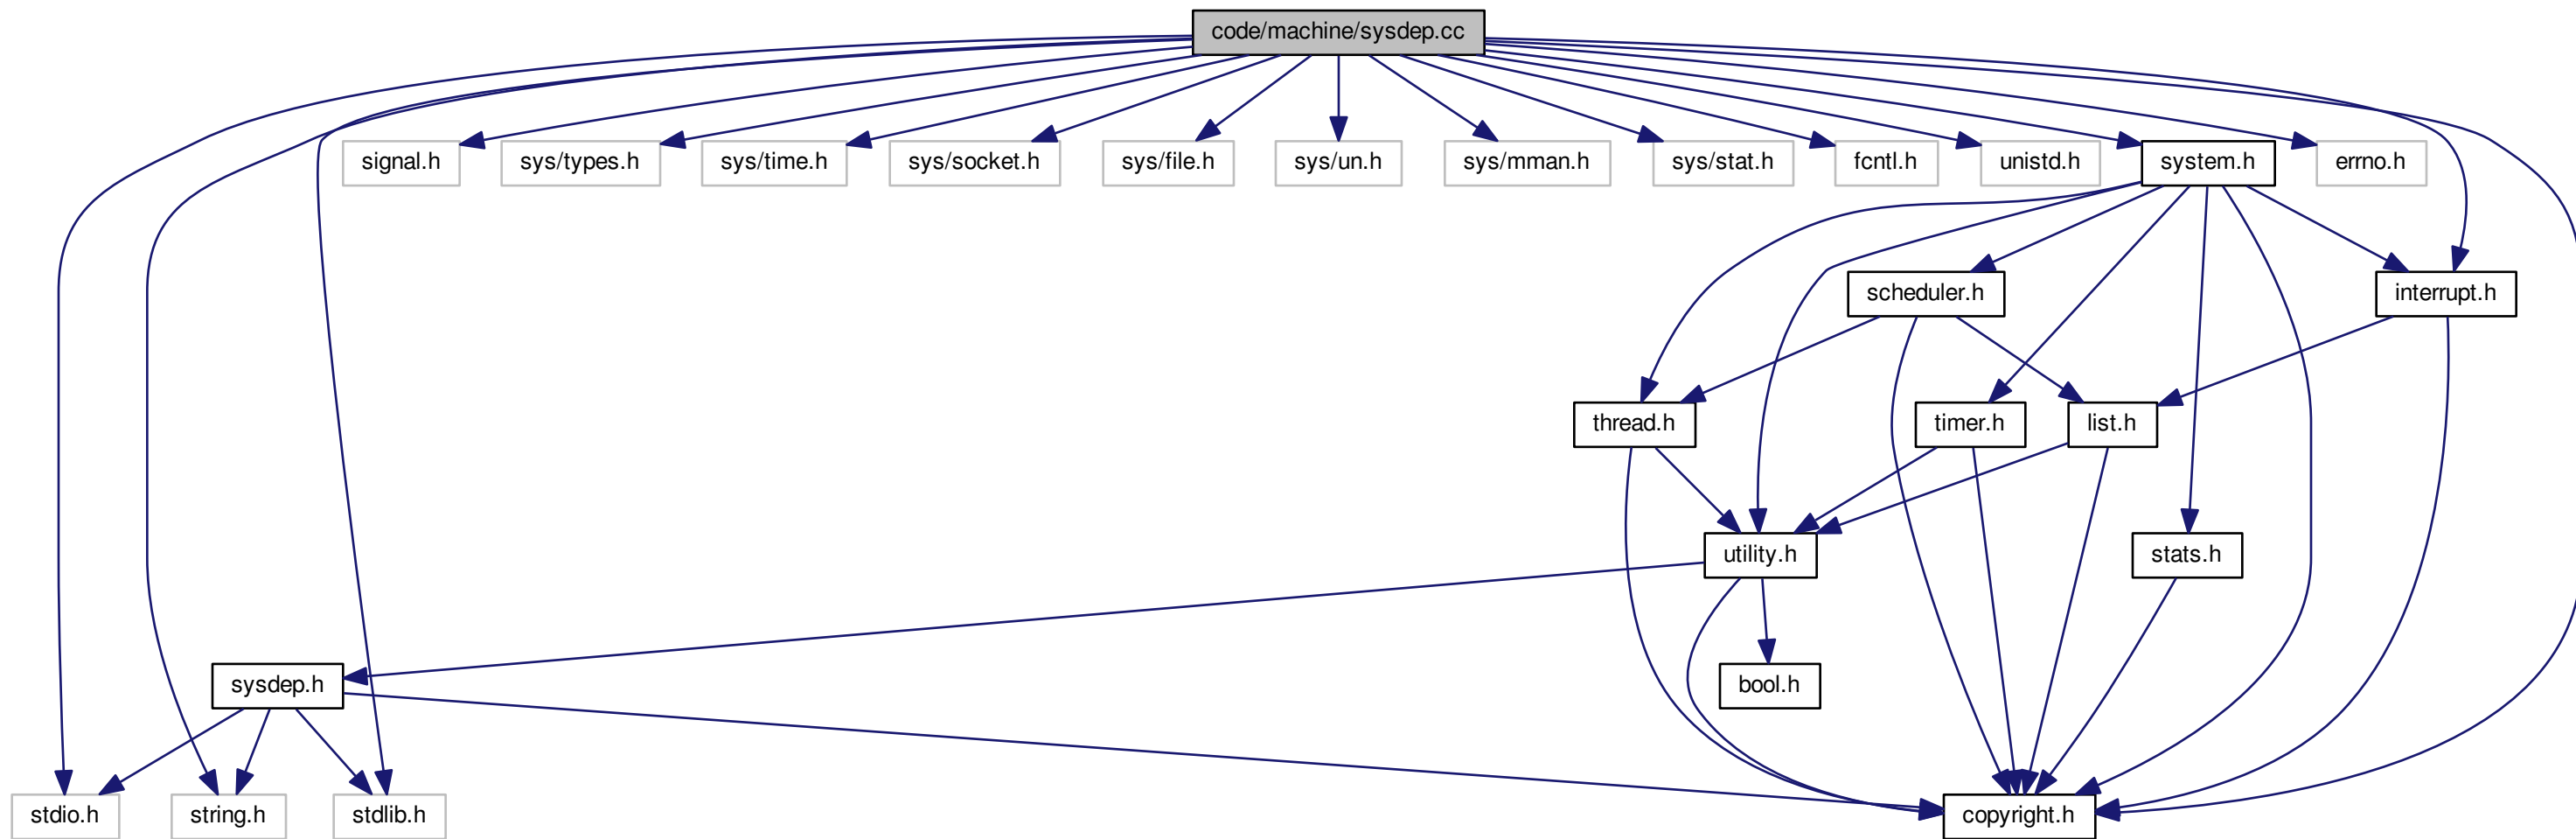 code/machine/sysdep.cc
signal.h
sys/types.h
sys/time.h
sys/socket.h
sys/file.h
sys/un.h
sys/mman.h
sys/stat.h
fcntl.h
unistd.h
system.h
errno.h
scheduler.h
interrupt.h
thread.h
timer.h
list.h
utility.h
stats.h
sysdep.h
bool.h
stdio.h
string.h
stdlib.h
copyright.h